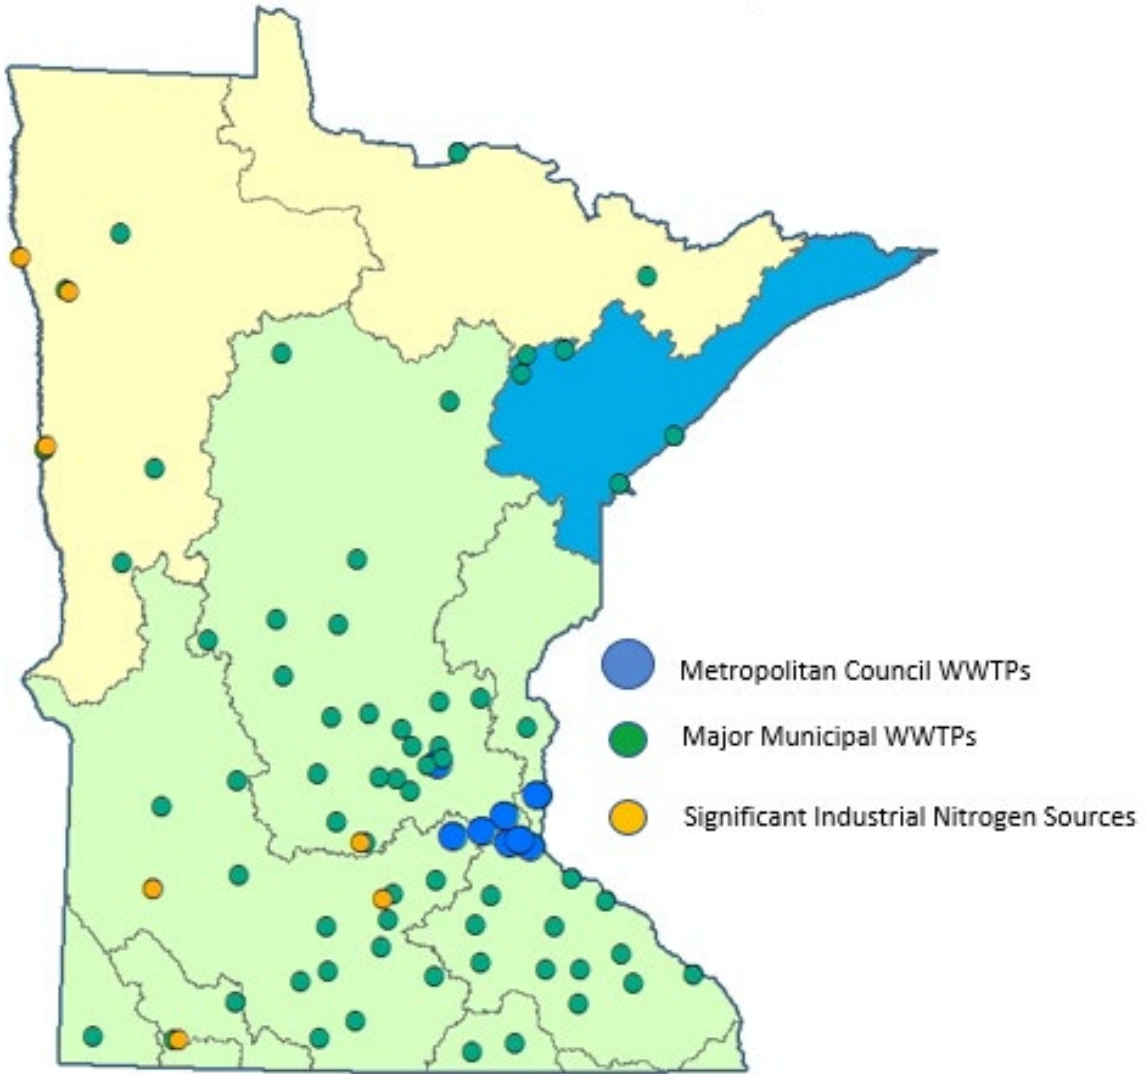 Metropolitan Council WWTPs
Major Municipal WWTPs
Significant Industrial Nitrogen Sources